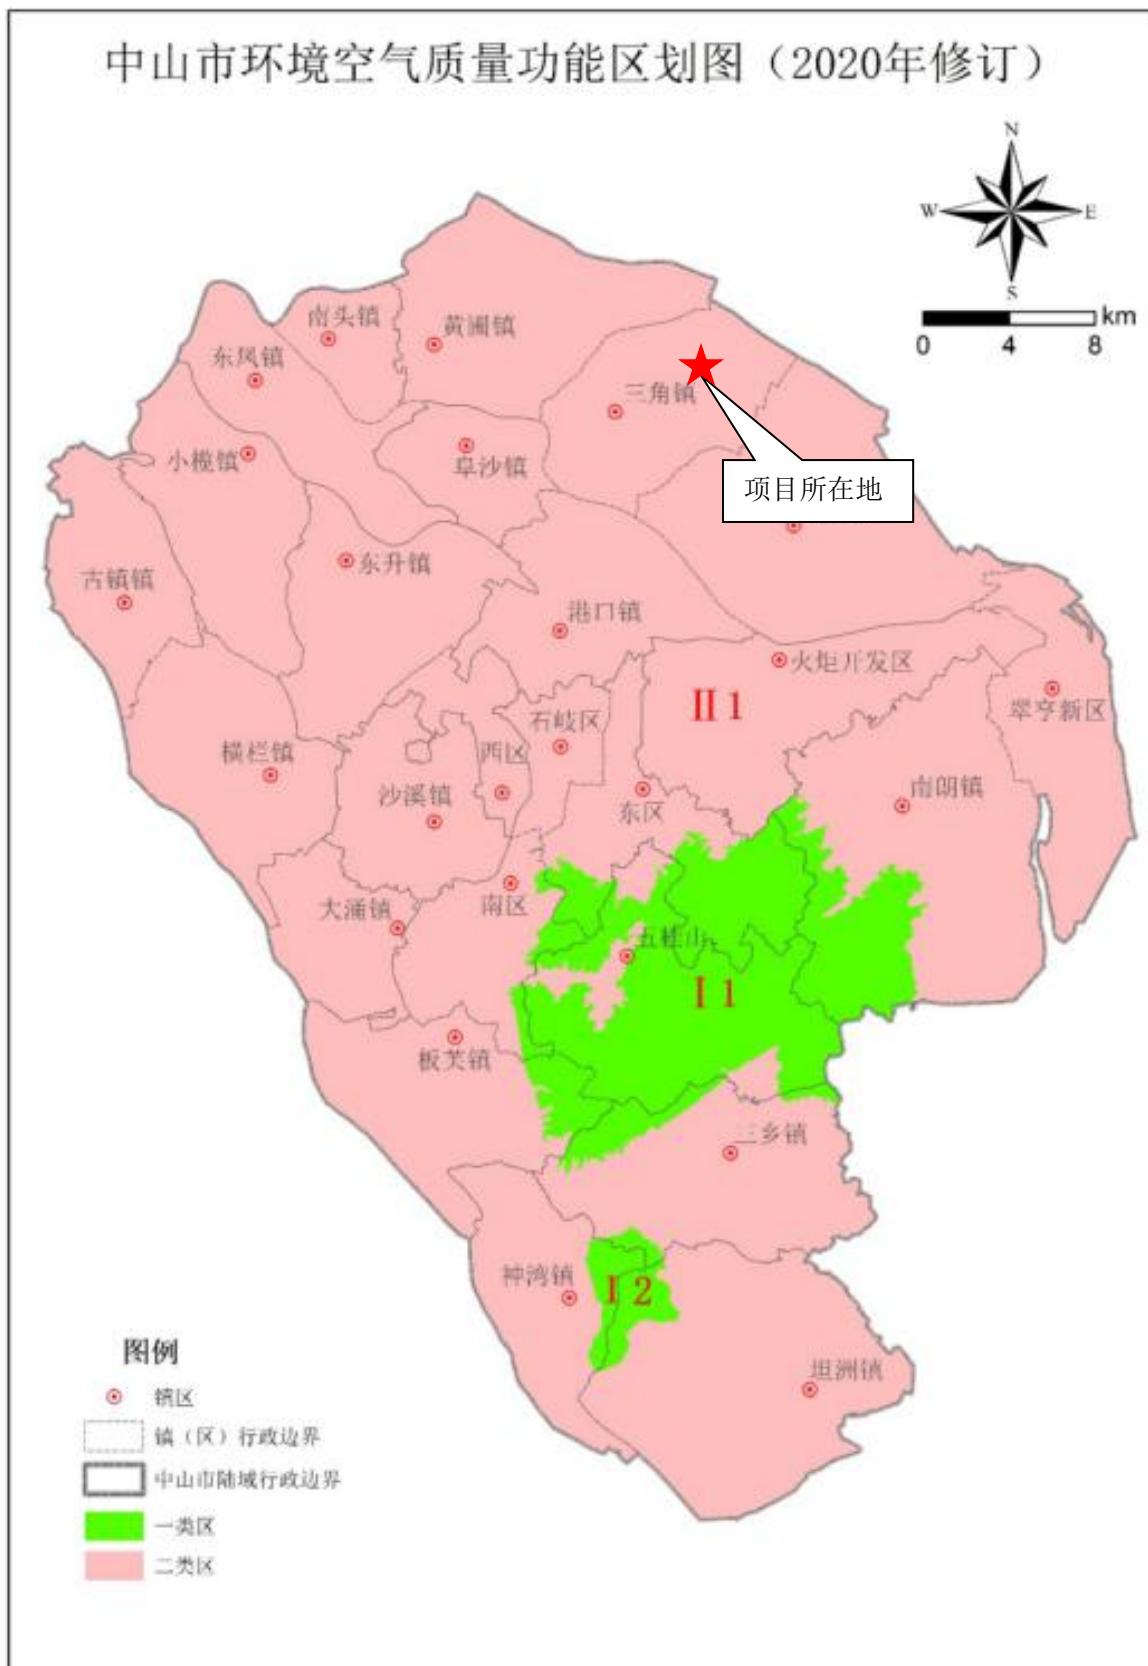 中山市环境空气质量功能区划图（2020年修订）
N
W
E
S
km
0 4 8
南头镇
黄圃镇
东凤镇
三角镇
小榄镇
阜沙镇
项目所在地
东升镇
古镇镇
港口镇
火炬开发区
翠亨新区
Ⅱ1
石岐区
横栏镇
西区
沙溪镇
东区
南朗镇
南区
大涌镇
五桂山
Ⅰ1
板芙镇
三乡镇
神湾镇
Ⅰ2
坦洲镇
图例
镇区
镇（区）行政边界
中山市陆域行政边界
一类区
二类区